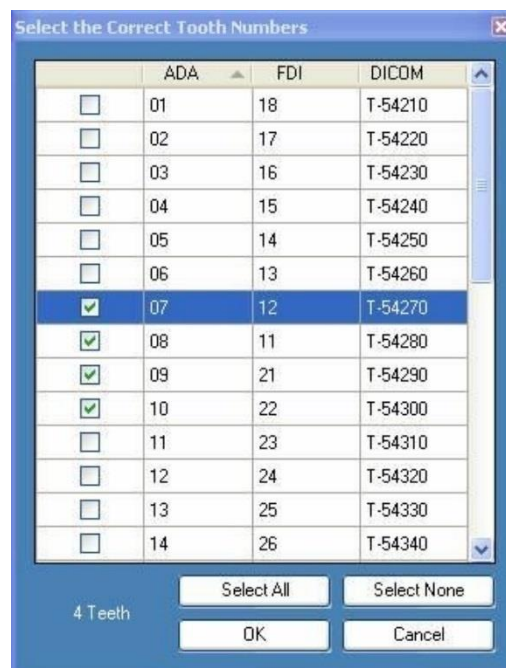 Select the Correct Tooth Numbers
ADA FDI DICOM
01 18 T-54210
02 17 T-54220
03 16 T-54230
04 15 T-54240
05 14 T-54250
06 13 T-54260
07 12 T-54270
08 11 T-54280
09 21 T-54290
10 22 T-54300
11 23 T-54310
12 24 T-54320
13 25 T-54330
14 26 T-54340
Select All Select None
4 Teeth
OK Cancel